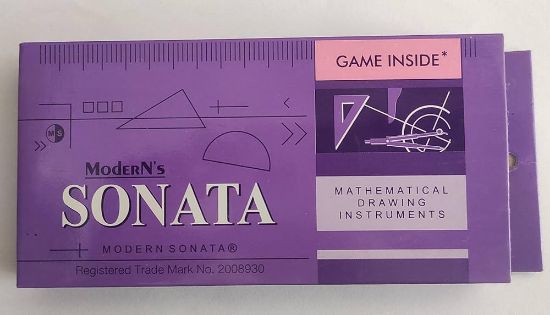 GAME INSIDE*
M S
ModerN's
SONATA
MODERN SONATA®
Registered Trade Mark No. 2008930
MATHEMATICAL
DRAWING
INSTRUMENTS